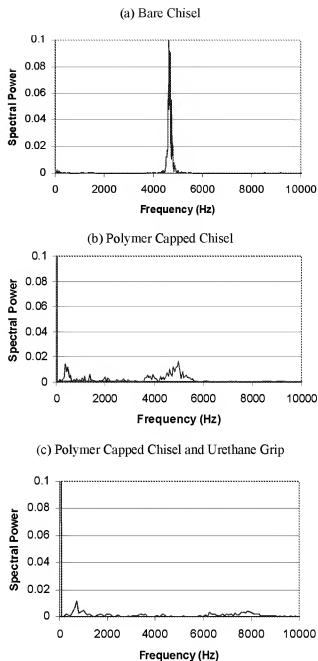 (a) Bare Chisel
0.1
0.08
0.06
0.04
0.02
0
Spectral Power
0 2000 4000 6000 8000 10000
Frequency (Hz)
(b) Polymer Capped Chisel
0.1
0.08
0.06
0.04
0.02
0
Spectral Power
0 2000 4000 6000 8000 10000
Frequency (Hz)
(c) Polymer Capped Chisel and Urethane Grip
0.1
0.08
0.06
0.04
0.02
0
Spectral Power
0 2000 4000 6000 8000 10000
Frequency (Hz)